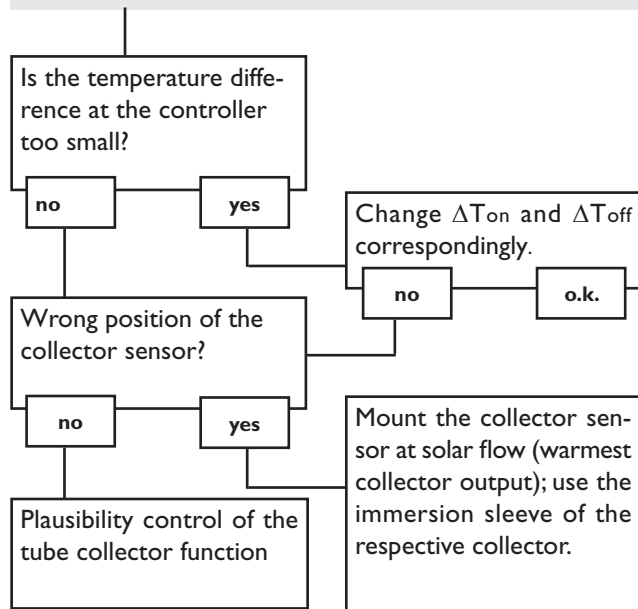 Is the temperature diffe-
rence at the controller
too small?
no
yes
Change ΔTon and ΔToff
correspondingly.
no
o.k.
Wrong position of the
collector sensor?
no
yes
Mount the collector sen-
sor at solar flow (warmest
collector output); use the
immersion sleeve of the
respective collector.
Plausibility control of the
tube collector function